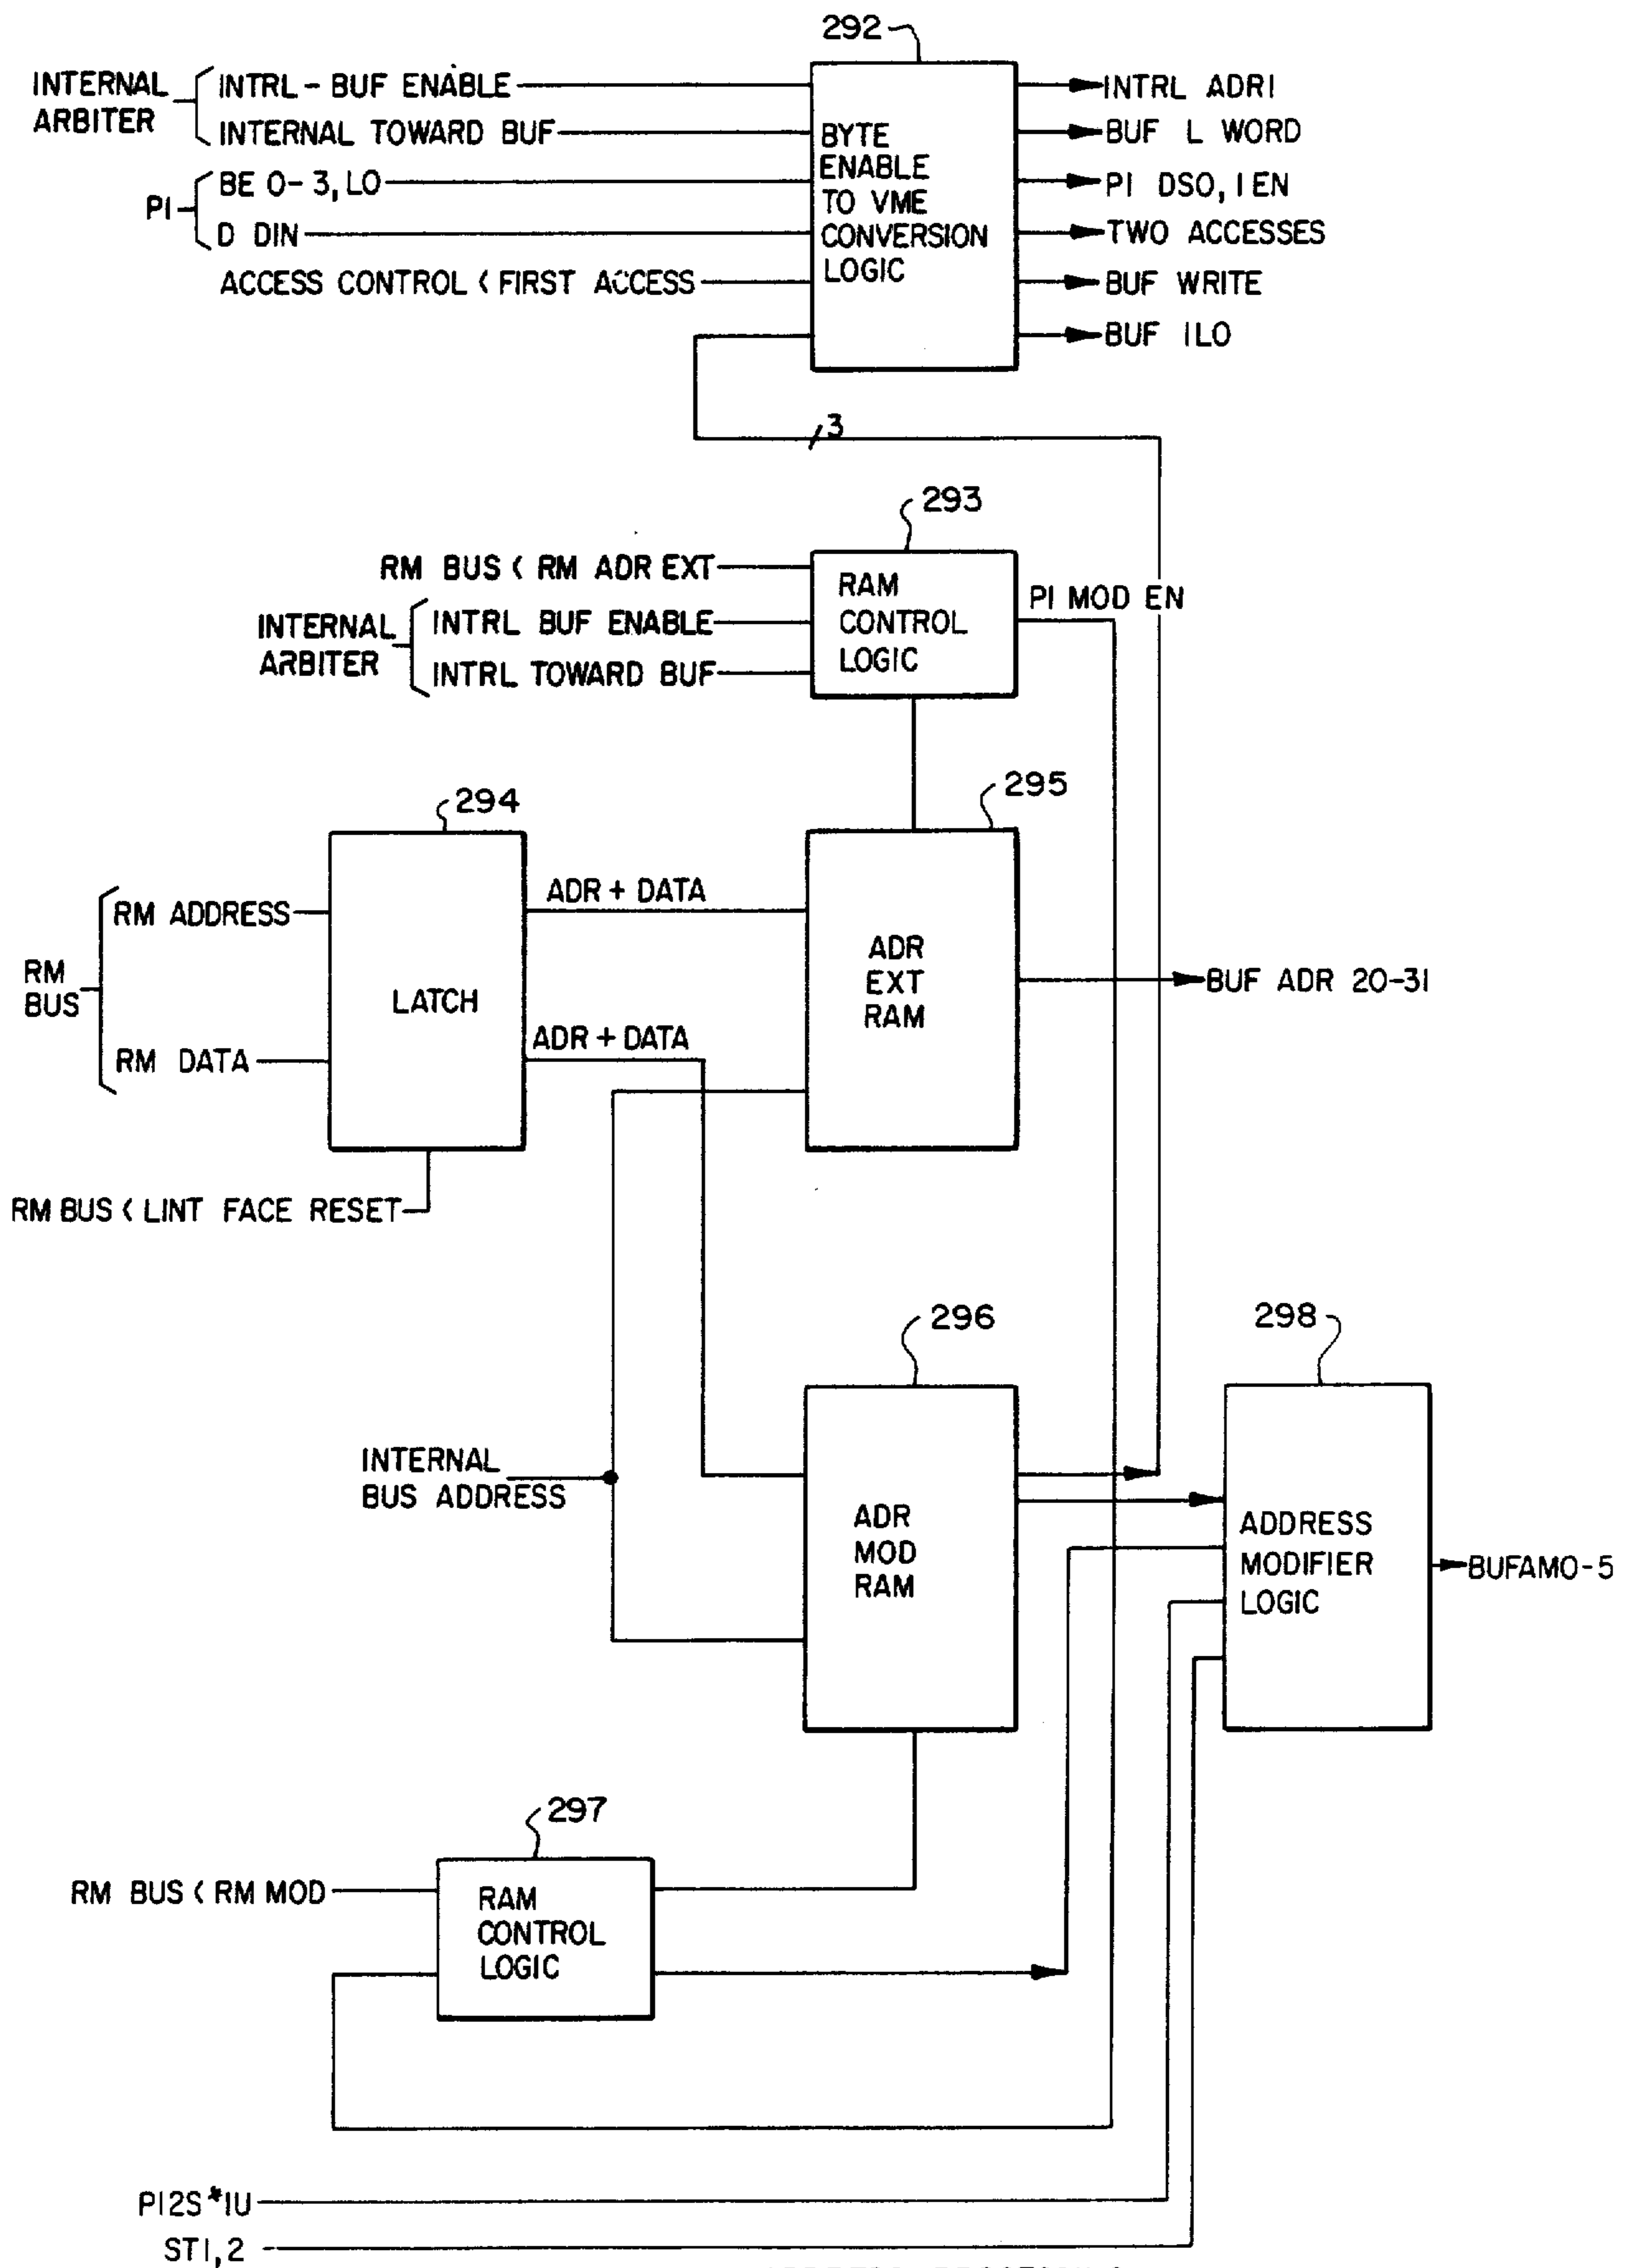 292
INTERNAL
ARBITER
INTRL - BUF ENABLE
INTERNAL TOWARD BUF
PI
BE 0-3, LO
D DIN
ACCESS CONTROL < FIRST ACCESS
BYTE
ENABLE
TO VME
CONVERSION
LOGIC
INTRL ADRI
BUF L WORD
PI DSO, I EN
TWO ACCESSES
BUF WRITE
BUF ILO
3
293
RM BUS < RM ADR EXT
INTERNAL
ARBITER
INTRL BUF ENABLE
INTRL TOWARD BUF
RAM
CONTROL
LOGIC
PI MOD EN
294
295
RM
BUS
RM ADDRESS
RM DATA
LATCH
ADR + DATA
ADR + DATA
ADR
EXT
RAM
BUF ADR 20-31
RM BUS < LINT FACE RESET
296
298
INTERNAL
BUS ADDRESS
ADR
MOD
RAM
ADDRESS
MODIFIER
LOGIC
BUFAMO-5
297
RM BUS < RM MOD
RAM
CONTROL
LOGIC
PI2S*IU
STI, 2